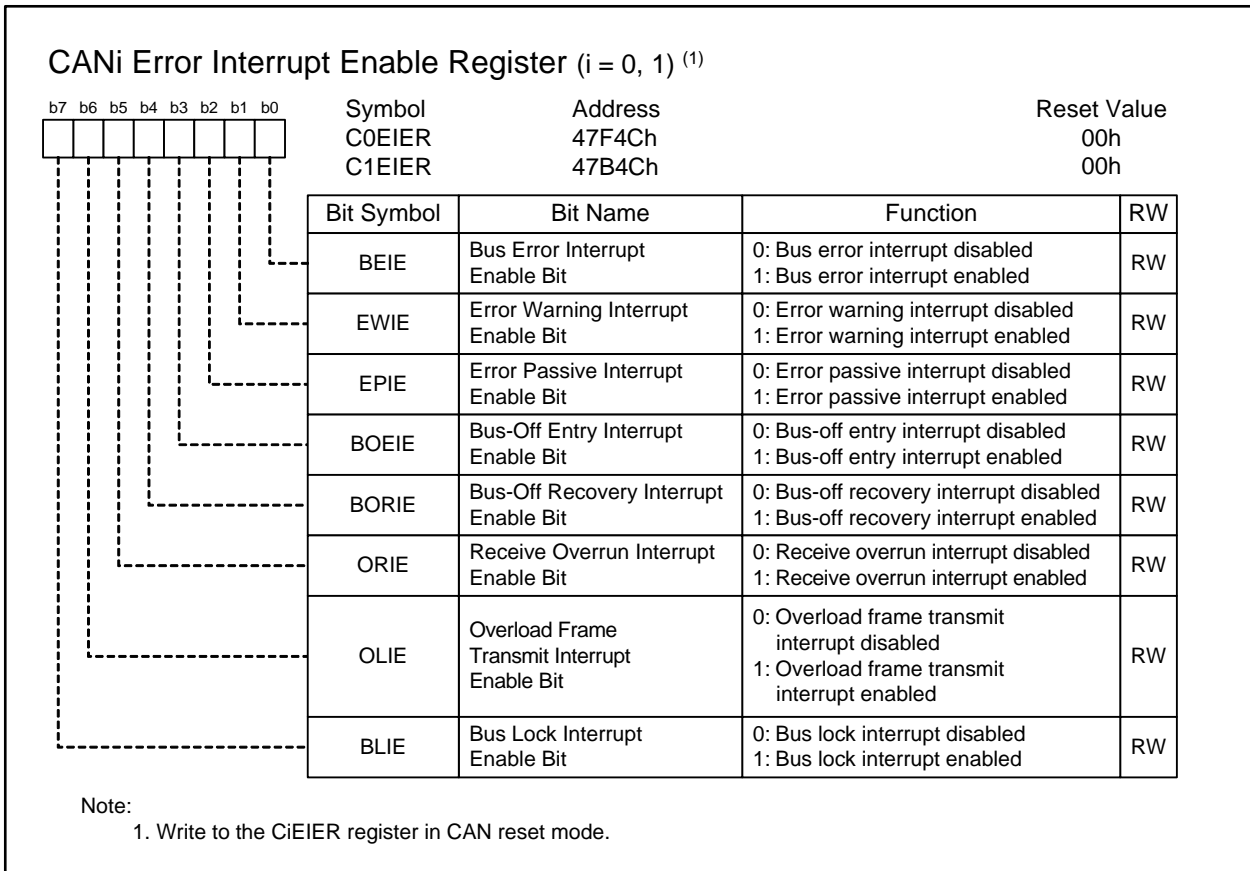 CANi Error Interrupt Enable Register (i = 0, 1) (1)
b7 b6 b5 b4 b3 b2 b1 b0
Symbol Address Reset Value
C0EIER 47F4Ch 00h
C1EIER 47B4Ch 00h
Bit Symbol Bit Name Function RW
BEIE Bus Error Interrupt Enable Bit 0: Bus error interrupt disabled 1: Bus error interrupt enabled RW
EWIE Error Warning Interrupt Enable Bit 0: Error warning interrupt disabled 1: Error warning interrupt enabled RW
EPIE Error Passive Interrupt Enable Bit 0: Error passive interrupt disabled 1: Error passive interrupt enabled RW
BOEIE Bus-Off Entry Interrupt Enable Bit 0: Bus-off entry interrupt disabled 1: Bus-off entry interrupt enabled RW
BORIE Bus-Off Recovery Interrupt Enable Bit 0: Bus-off recovery interrupt disabled 1: Bus-off recovery interrupt enabled RW
ORIE Receive Overrun Interrupt Enable Bit 0: Receive overrun interrupt disabled 1: Receive overrun interrupt enabled RW
OLIE Overload Frame Transmit Interrupt Enable Bit 0: Overload frame transmit interrupt disabled 1: Overload frame transmit interrupt enabled RW
BLIE Bus Lock Interrupt Enable Bit 0: Bus lock interrupt disabled 1: Bus lock interrupt enabled RW
Note:
1. Write to the CiEIER register in CAN reset mode.